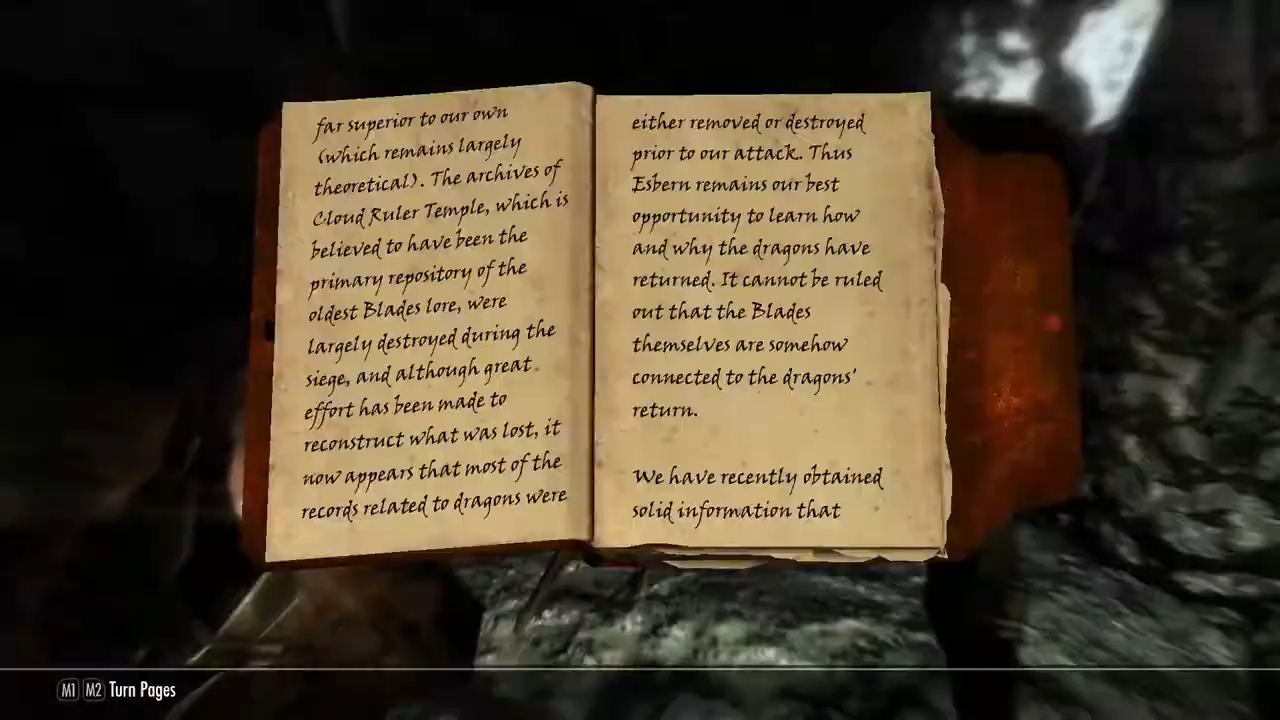 far superior to our own
(which remains largely
theoretical). The archives of
Cloud Ruler Temple, which is
believed to have been the
primary repository of the
oldest Blades lore, were
largely destroyed during the
siege, and although great
effort has been made to
reconstruct what was lost, it
now appears that most of the
records related to dragons were
either removed or destroyed
prior to our attack. Thus
Esbern remains our best
opportunity to learn how
and why the dragons have
returned. It cannot be ruled
out that the Blades
themselves are somehow
connected to the dragons'
return.
We have recently obtained
solid information that
M1 M2 Turn Pages